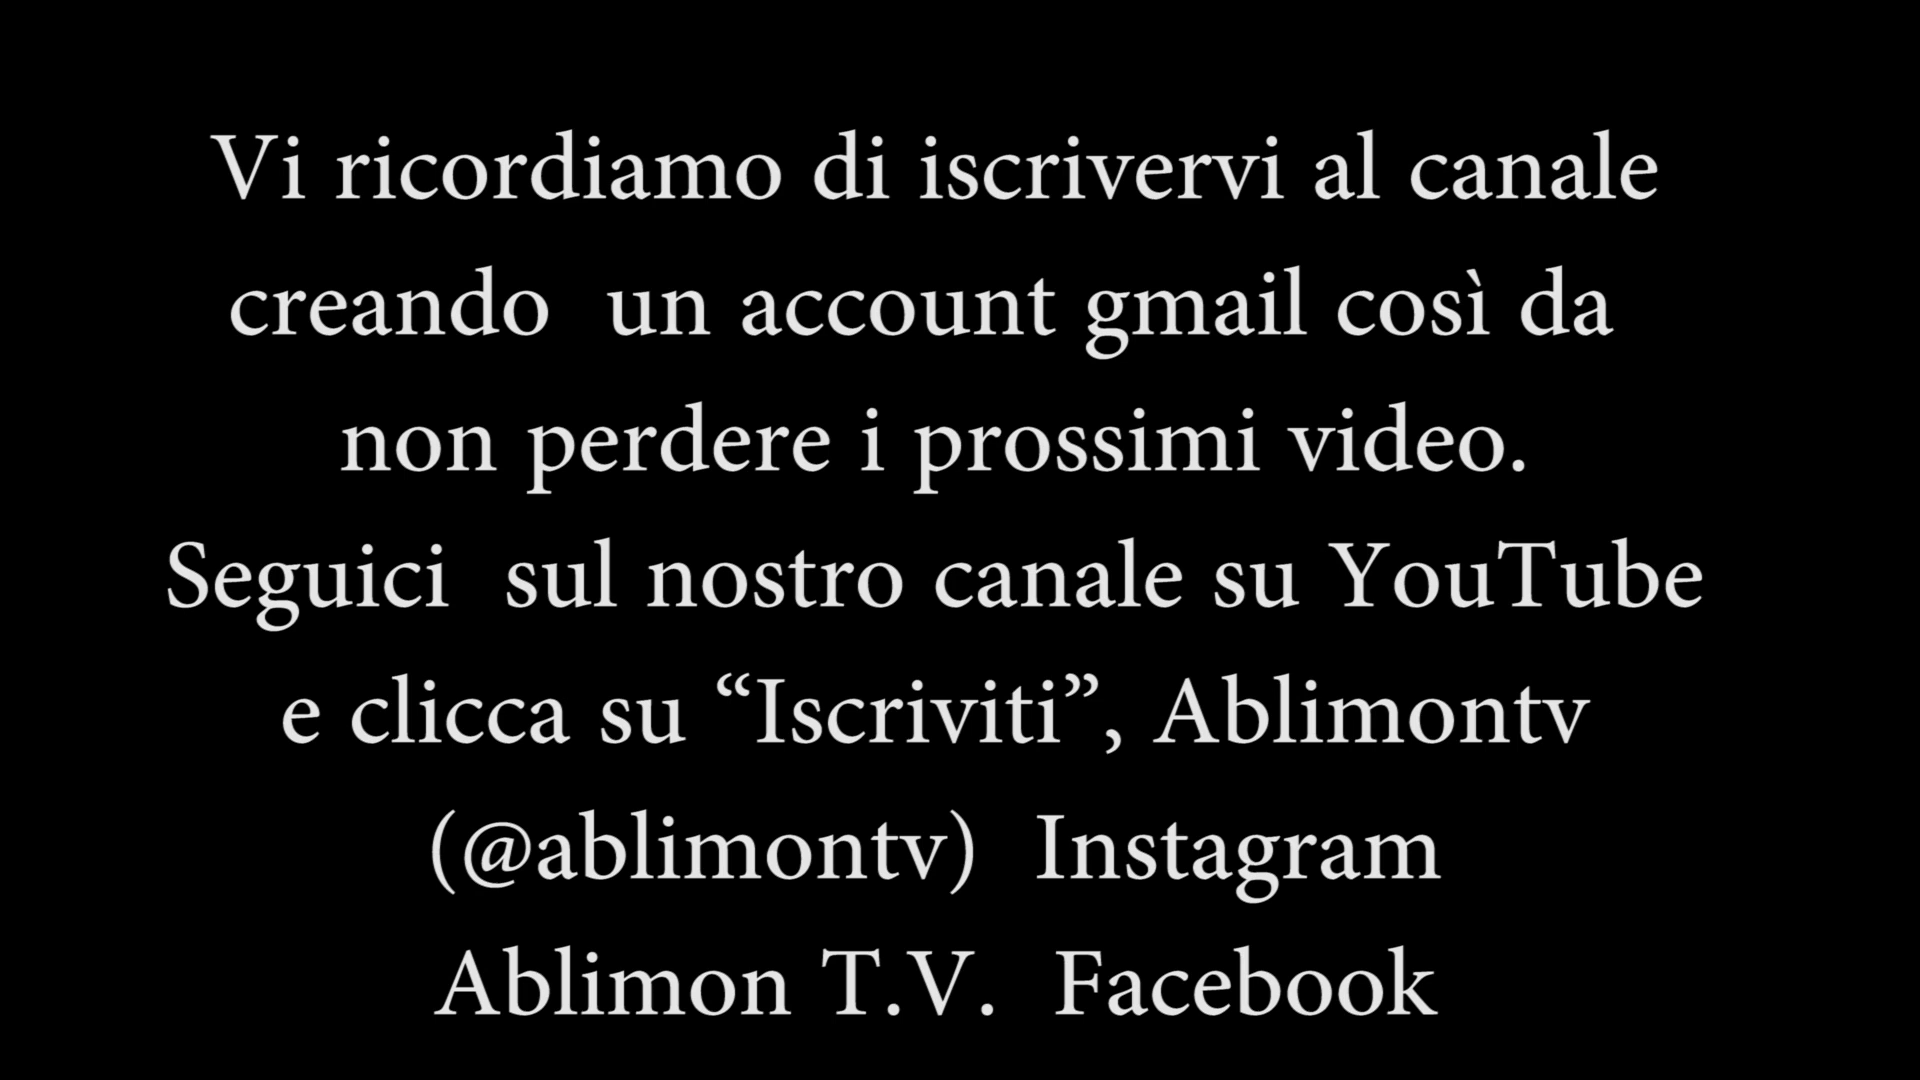 Vi ricordiamo di iscrivervi al canale
creando  un account gmail così da
non perdere i prossimi video.
Seguici  sul nostro canale su YouTube
e clicca su “Iscriviti”, Ablimontv
(@ablimontv)  Instagram
Ablimon T.V.  Facebook